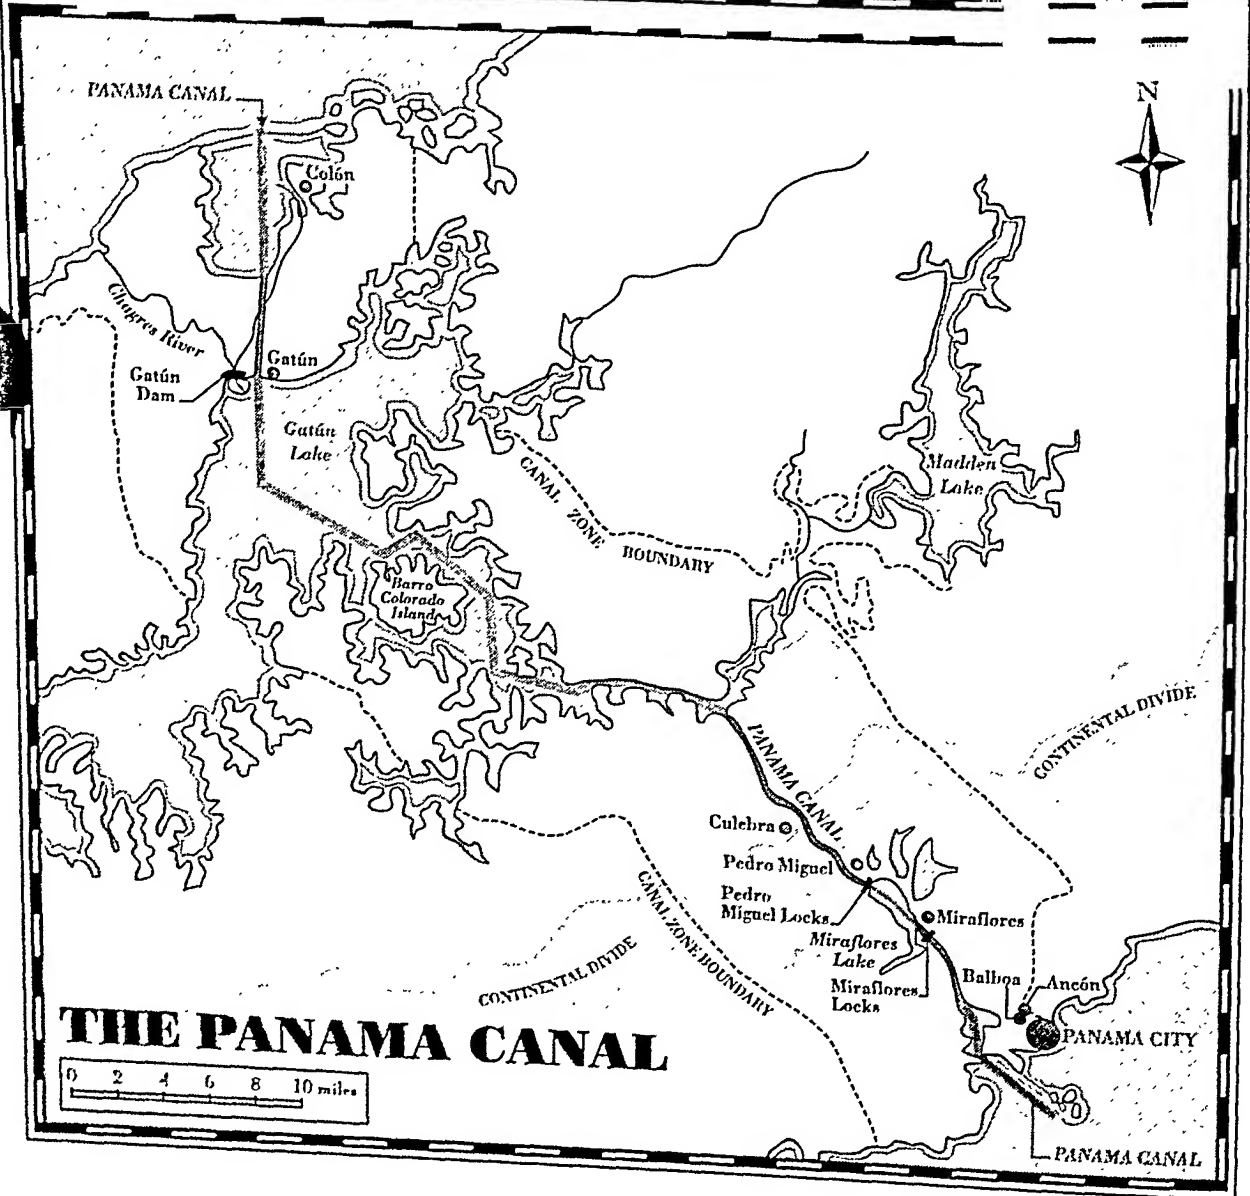 PANAMA CANAL
N
Colón
Chagres River
Gatún
Gatún
Dam
Gatún
Lake
Madden
Lake
CANAL ZONE BOUNDARY
Barro
Colorado
Island
CONTINENTAL DIVIDE
PANAMA CANAL
Culebra
Pedro Miguel
Pedro
Miguel Locks
Miraflores
Miraflores
Lake
CANAL ZONE BOUNDARY
CONTINENTAL DIVIDE
Balboa
Ancón
Miraflores
Locks
THE PANAMA CANAL
PANAMA CITY
0 2 4 6 8 10 miles
PANAMA CANAL